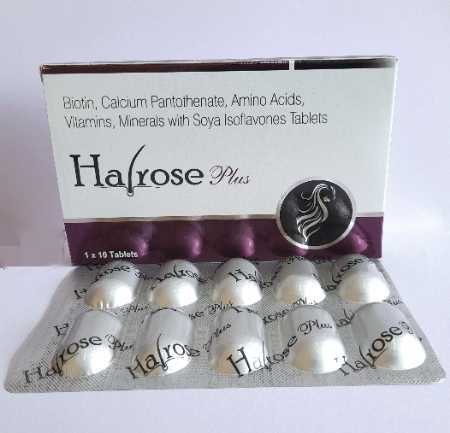 Biotin, Calcium Pantothenate, Amino Acids,
Vitamins, Minerals with Soya Isoflavones Tablets
Hairose Plus
1 x 10 Tablets
Hairose Plus
Hairose Plus